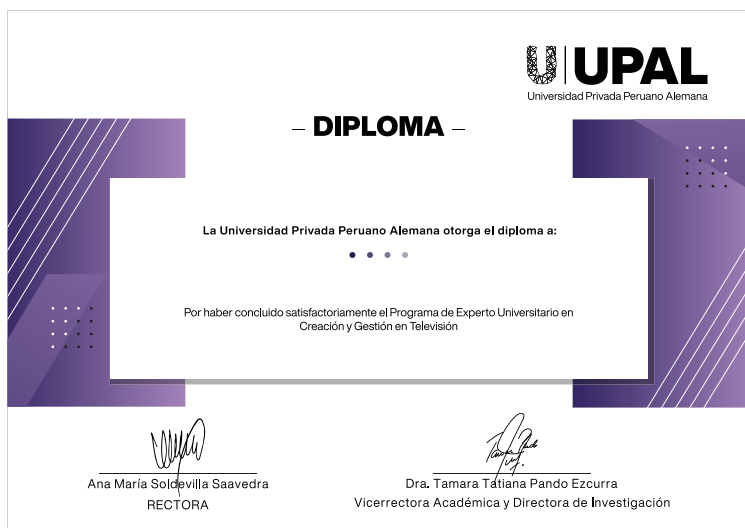 UPAL
Universidad Privada Peruano Alemana
– DIPLOMA –
La Universidad Privada Peruano Alemana otorga el diploma a:
Por haber concluido satisfactoriamente el Programa de Experto Universitario en
Creación y Gestión en Televisión
Ana María Soldevilla Saavedra
RECTORA
Dra. Tamara Tatiana Pando Ezcurra
Vicerrectora Académica y Directora de Investigación